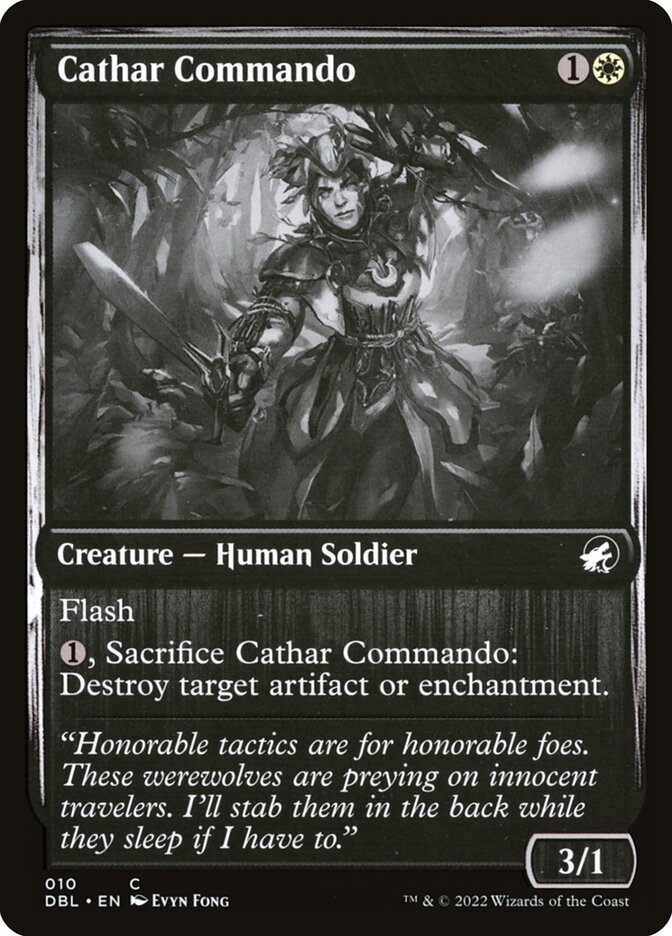 Cathar Commando 1
Creature — Human Soldier
Flash
1, Sacrifice Cathar Commando:
Destroy target artifact or enchantment.
“Honorable tactics are for honorable foes.
These werewolves are preying on innocent
travelers. I’ll stab them in the back while
they sleep if I have to.”
3/1
010 C
DBL • EN Evyn Fong ™ & © 2022 Wizards of the Coast